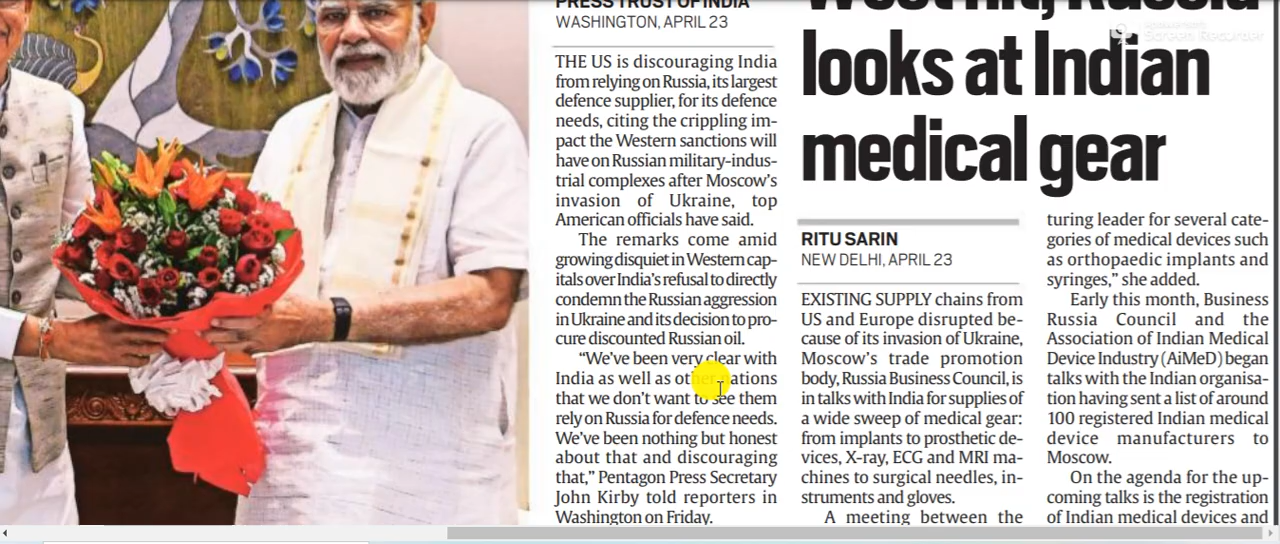 PRESS TRUST OF INDIA
WASHINGTON, APRIL 23
THE US is discouraging India
from relying on Russia, its largest
defence supplier, for its defence
needs, citing the crippling im-
pact the Western sanctions will
have on Russian military-indus-
trial complexes after Moscow's
invasion of Ukraine, top
American officials have said.
The remarks come amid
growing disquiet in Western cap-
itals over India's refusal to directly
condemn the Russian aggression
in Ukraine and its decision to pro-
cure discounted Russian oil.
"We've been very clear with
India as well as other nations
that we don't want to see them
rely on Russia for defence needs.
We've been nothing but honest
about that and discouraging
that," Pentagon Press Secretary
John Kirby told reporters in
Washington on Friday.
West hit, Russia
looks at Indian
medical gear
RITU SARIN
NEW DELHI, APRIL 23
EXISTING SUPPLY chains from
US and Europe disrupted be-
cause of its invasion of Ukraine,
Moscow's trade promotion
body, Russia Business Council, is
in talks with India for supplies of
a wide sweep of medical gear:
from implants to prosthetic de-
vices, X-ray, ECG and MRI ma-
chines to surgical needles, in-
struments and gloves.
A meeting between the
turing leader for several cate-
gories of medical devices such
as orthopaedic implants and
syringes," she added.
Early this month, Business
Russia Council and the
Association of Indian Medical
Device Industry (AiMeD) began
talks with the Indian organisa-
tion having sent a list of around
100 registered Indian medical
device manufacturers to
Moscow.
On the agenda for the up-
coming talks is the registration
of Indian medical devices and
Screen Recorder